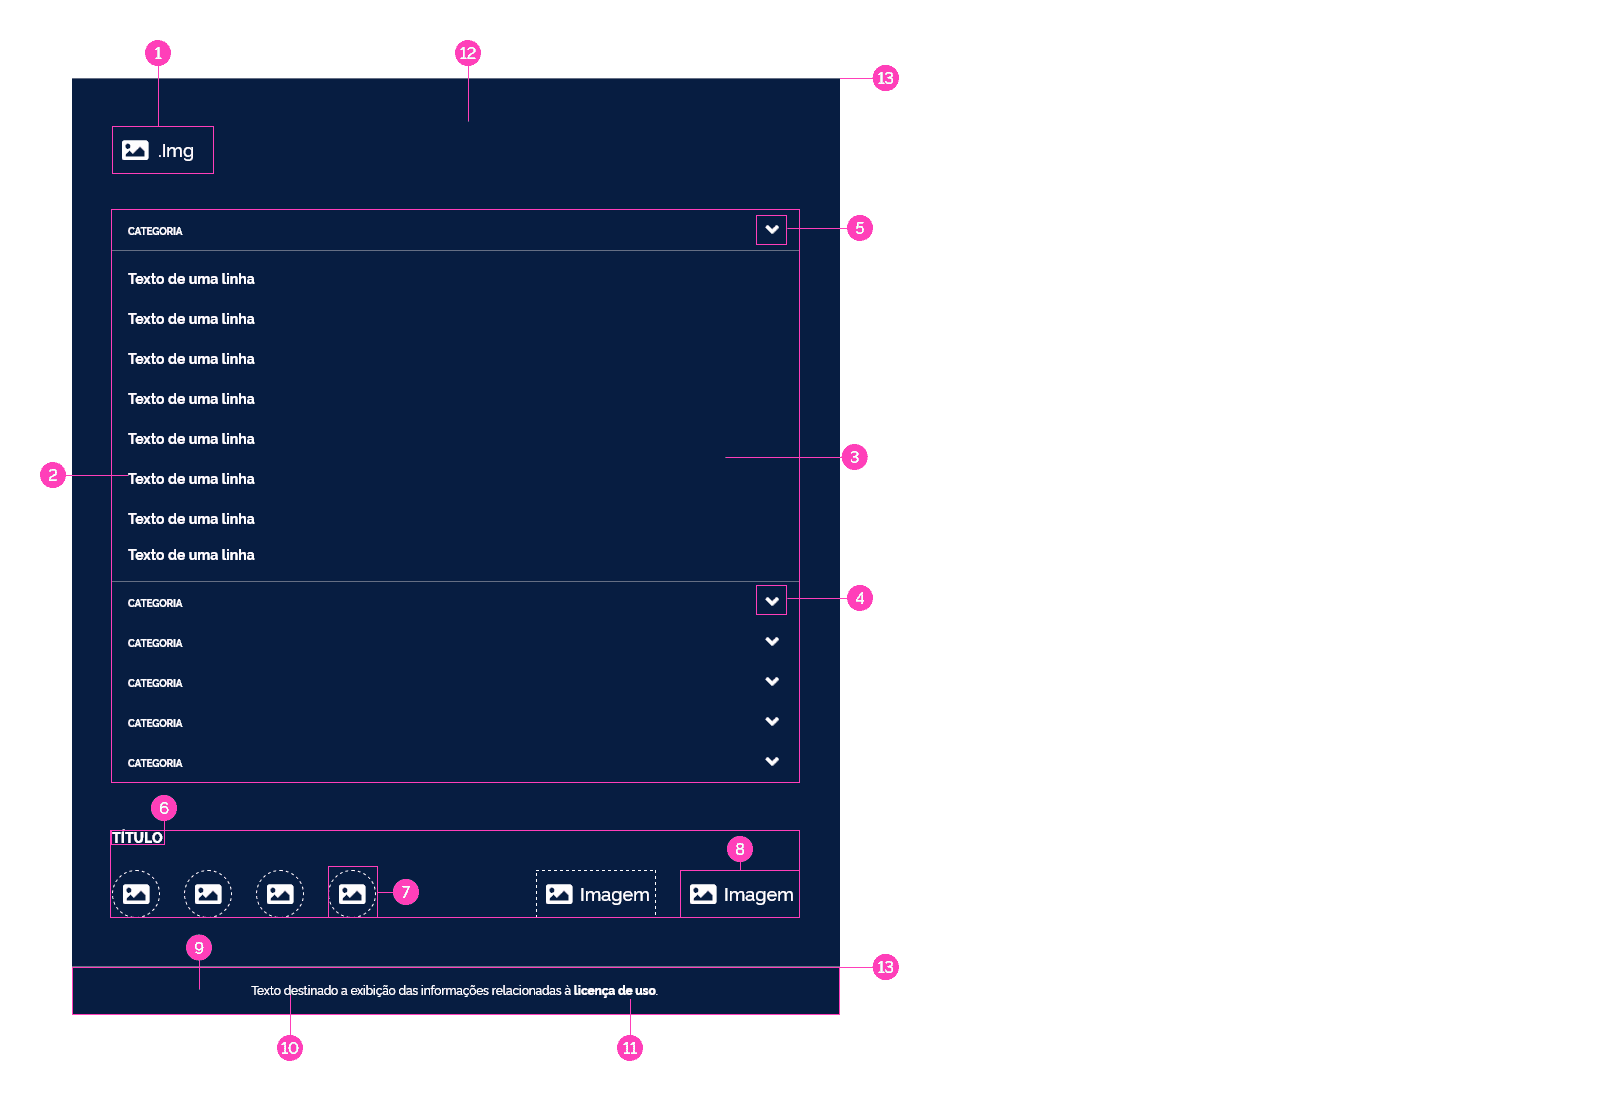 1
12
13
.Img
CATEGORIA
5
Texto de uma linha
Texto de uma linha
Texto de uma linha
Texto de uma linha
Texto de uma linha
3
2
Texto de uma linha
Texto de uma linha
Texto de uma linha
CATEGORIA
4
CATEGORIA
CATEGORIA
CATEGORIA
CATEGORIA
6
TÍTULO
8
7
Imagem
Imagem
9
13
Texto destinado a exibição das informações relacionadas à licença de uso.
10
11